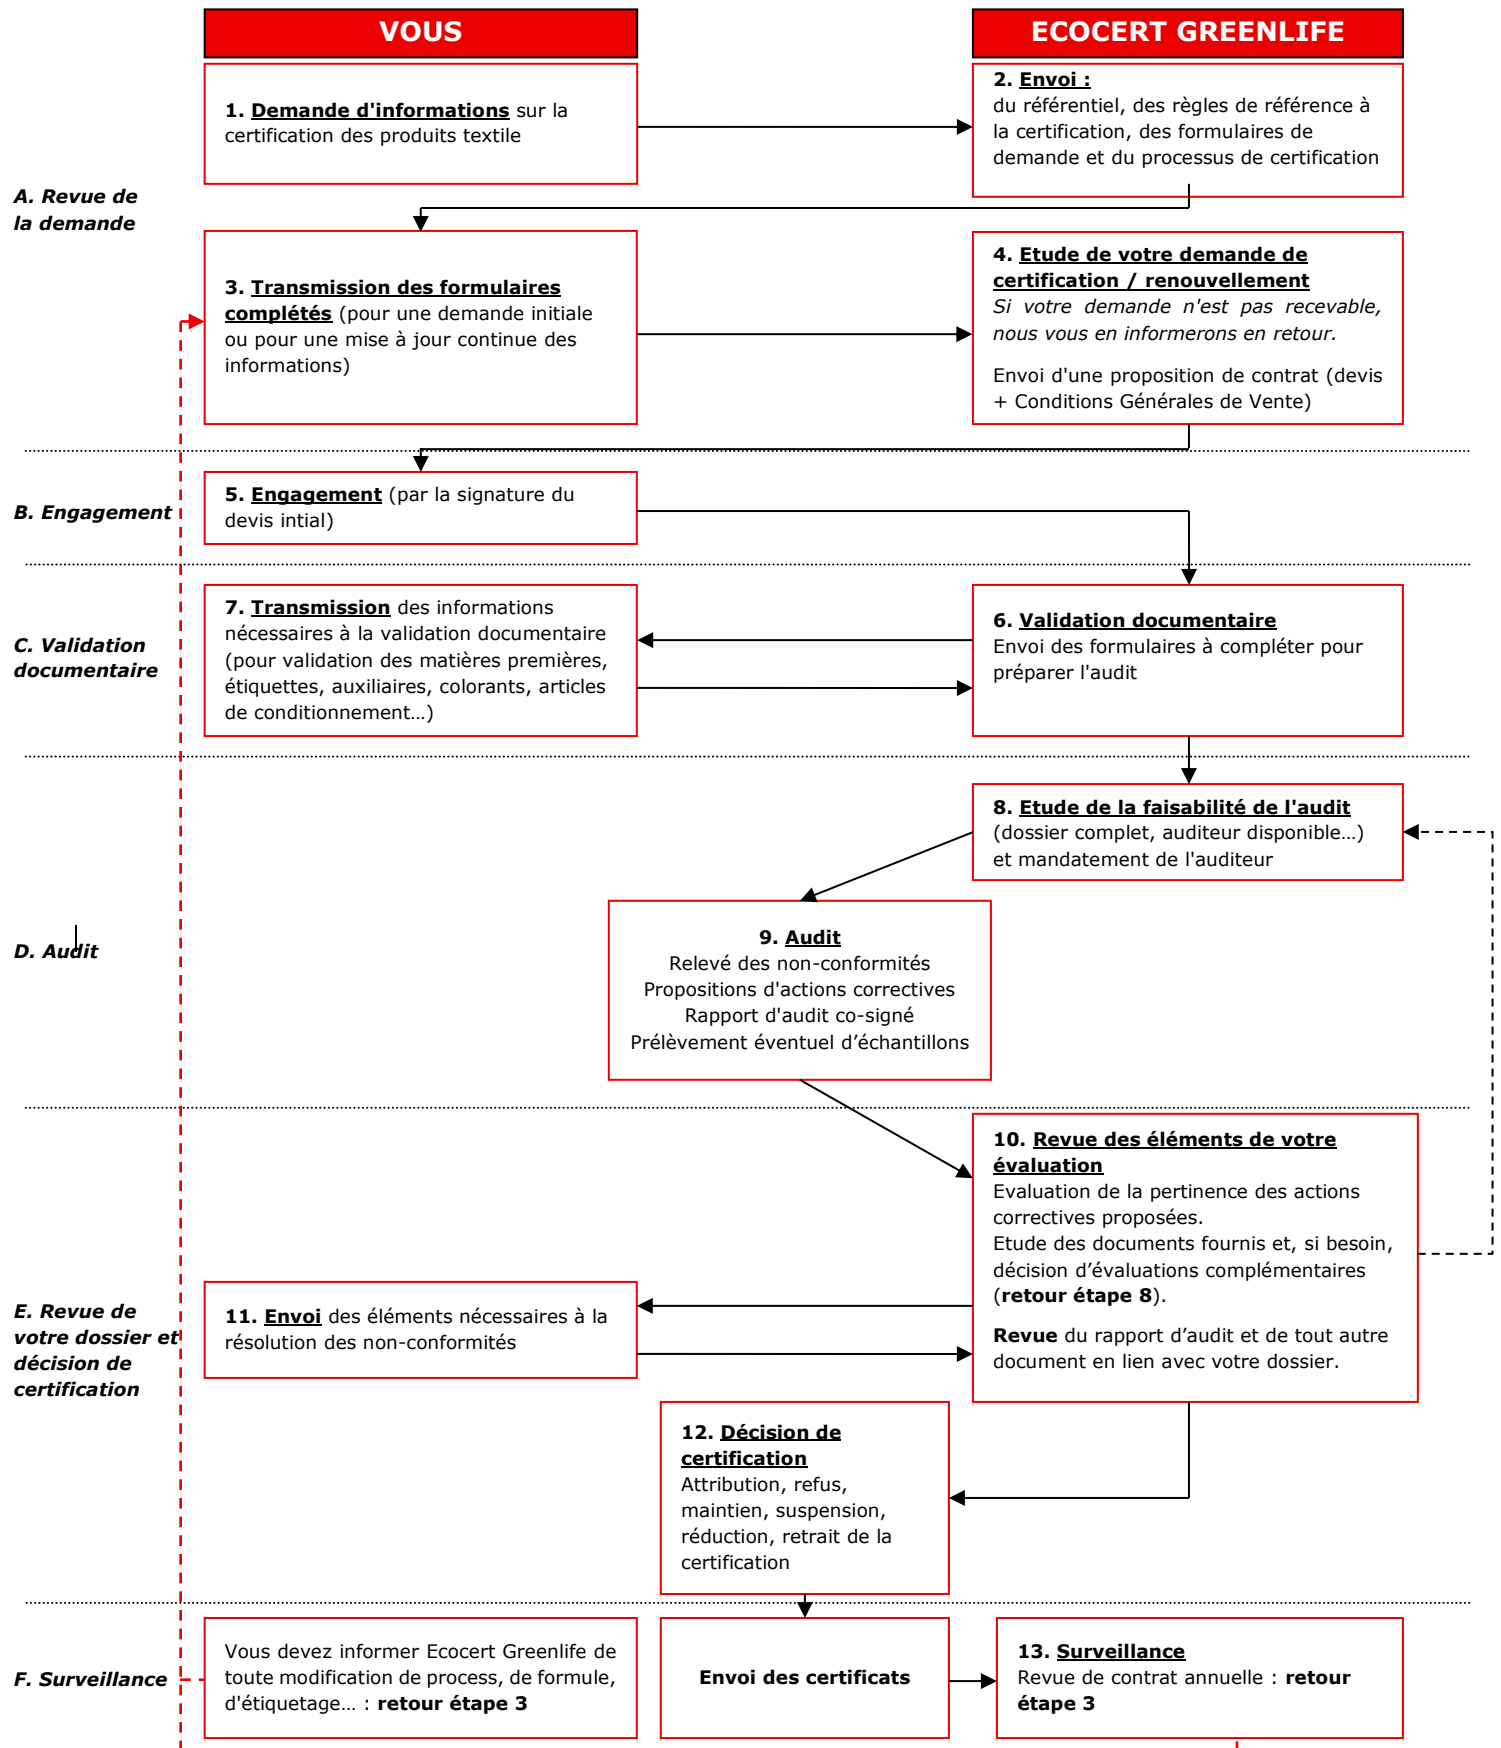 VOUS
ECOCERT GREENLIFE
1. Demande d'informations sur la
certification des produits textile
2. Envoi :
du référentiel, des règles de référence à
la certification, des formulaires de
demande et du processus de certification
A. Revue de
la demande
3. Transmission des formulaires
complétés (pour une demande initiale
ou pour une mise à jour continue des
informations)
4. Etude de votre demande de
certification / renouvellement
Si votre demande n'est pas recevable,
nous vous en informerons en retour.
Envoi d'une proposition de contrat (devis
+ Conditions Générales de Vente)
B. Engagement
5. Engagement (par la signature du
devis intial)
C. Validation
documentaire
7. Transmission des informations
nécessaires à la validation documentaire
(pour validation des matières premières,
étiquettes, auxiliaires, colorants, articles
de conditionnement…)
6. Validation documentaire
Envoi des formulaires à compléter pour
préparer l'audit
8. Etude de la faisabilité de l'audit
(dossier complet, auditeur disponible…)
et mandatement de l'auditeur
D. Audit
9. Audit
Relevé des non-conformités
Propositions d'actions correctives
Rapport d'audit co-signé
Prélèvement éventuel d’échantillons
10. Revue des éléments de votre
évaluation
Evaluation de la pertinence des actions
correctives proposées.
Etude des documents fournis et, si besoin,
décision d’évaluations complémentaires
(retour étape 8).
Revue du rapport d’audit et de tout autre
document en lien avec votre dossier.
E. Revue de
votre dossier et
décision de
certification
11. Envoi des éléments nécessaires à la
résolution des non-conformités
12. Décision de
certification
Attribution, refus,
maintien, suspension,
réduction, retrait de la
certification
F. Surveillance
Vous devez informer Ecocert Greenlife de
toute modification de process, de formule,
d'étiquetage… : retour étape 3
Envoi des certificats
13. Surveillance
Revue de contrat annuelle : retour
étape 3